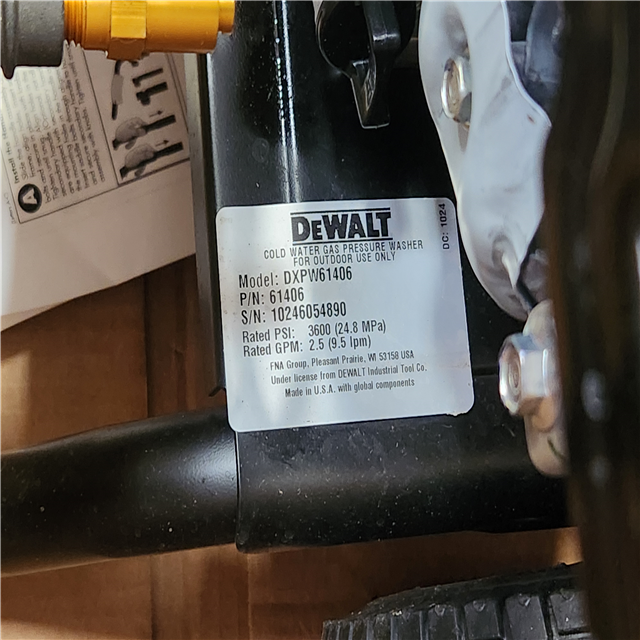 DEWALT
COLD WATER GAS PRESSURE WASHER
FOR OUTDOOR USE ONLY
Model: DXPW61406
P/N: 61406
S/N: 10246054890
Rated PSI: 3600 (24.8 MPa)
Rated GPM: 2.5 (9.5 lpm)
FNA Group, Pleasant Prairie, WI 53158 USA
Under license from DEWALT Industrial Tool Co.
Made in U.S.A. with global components
DC: 1024
A